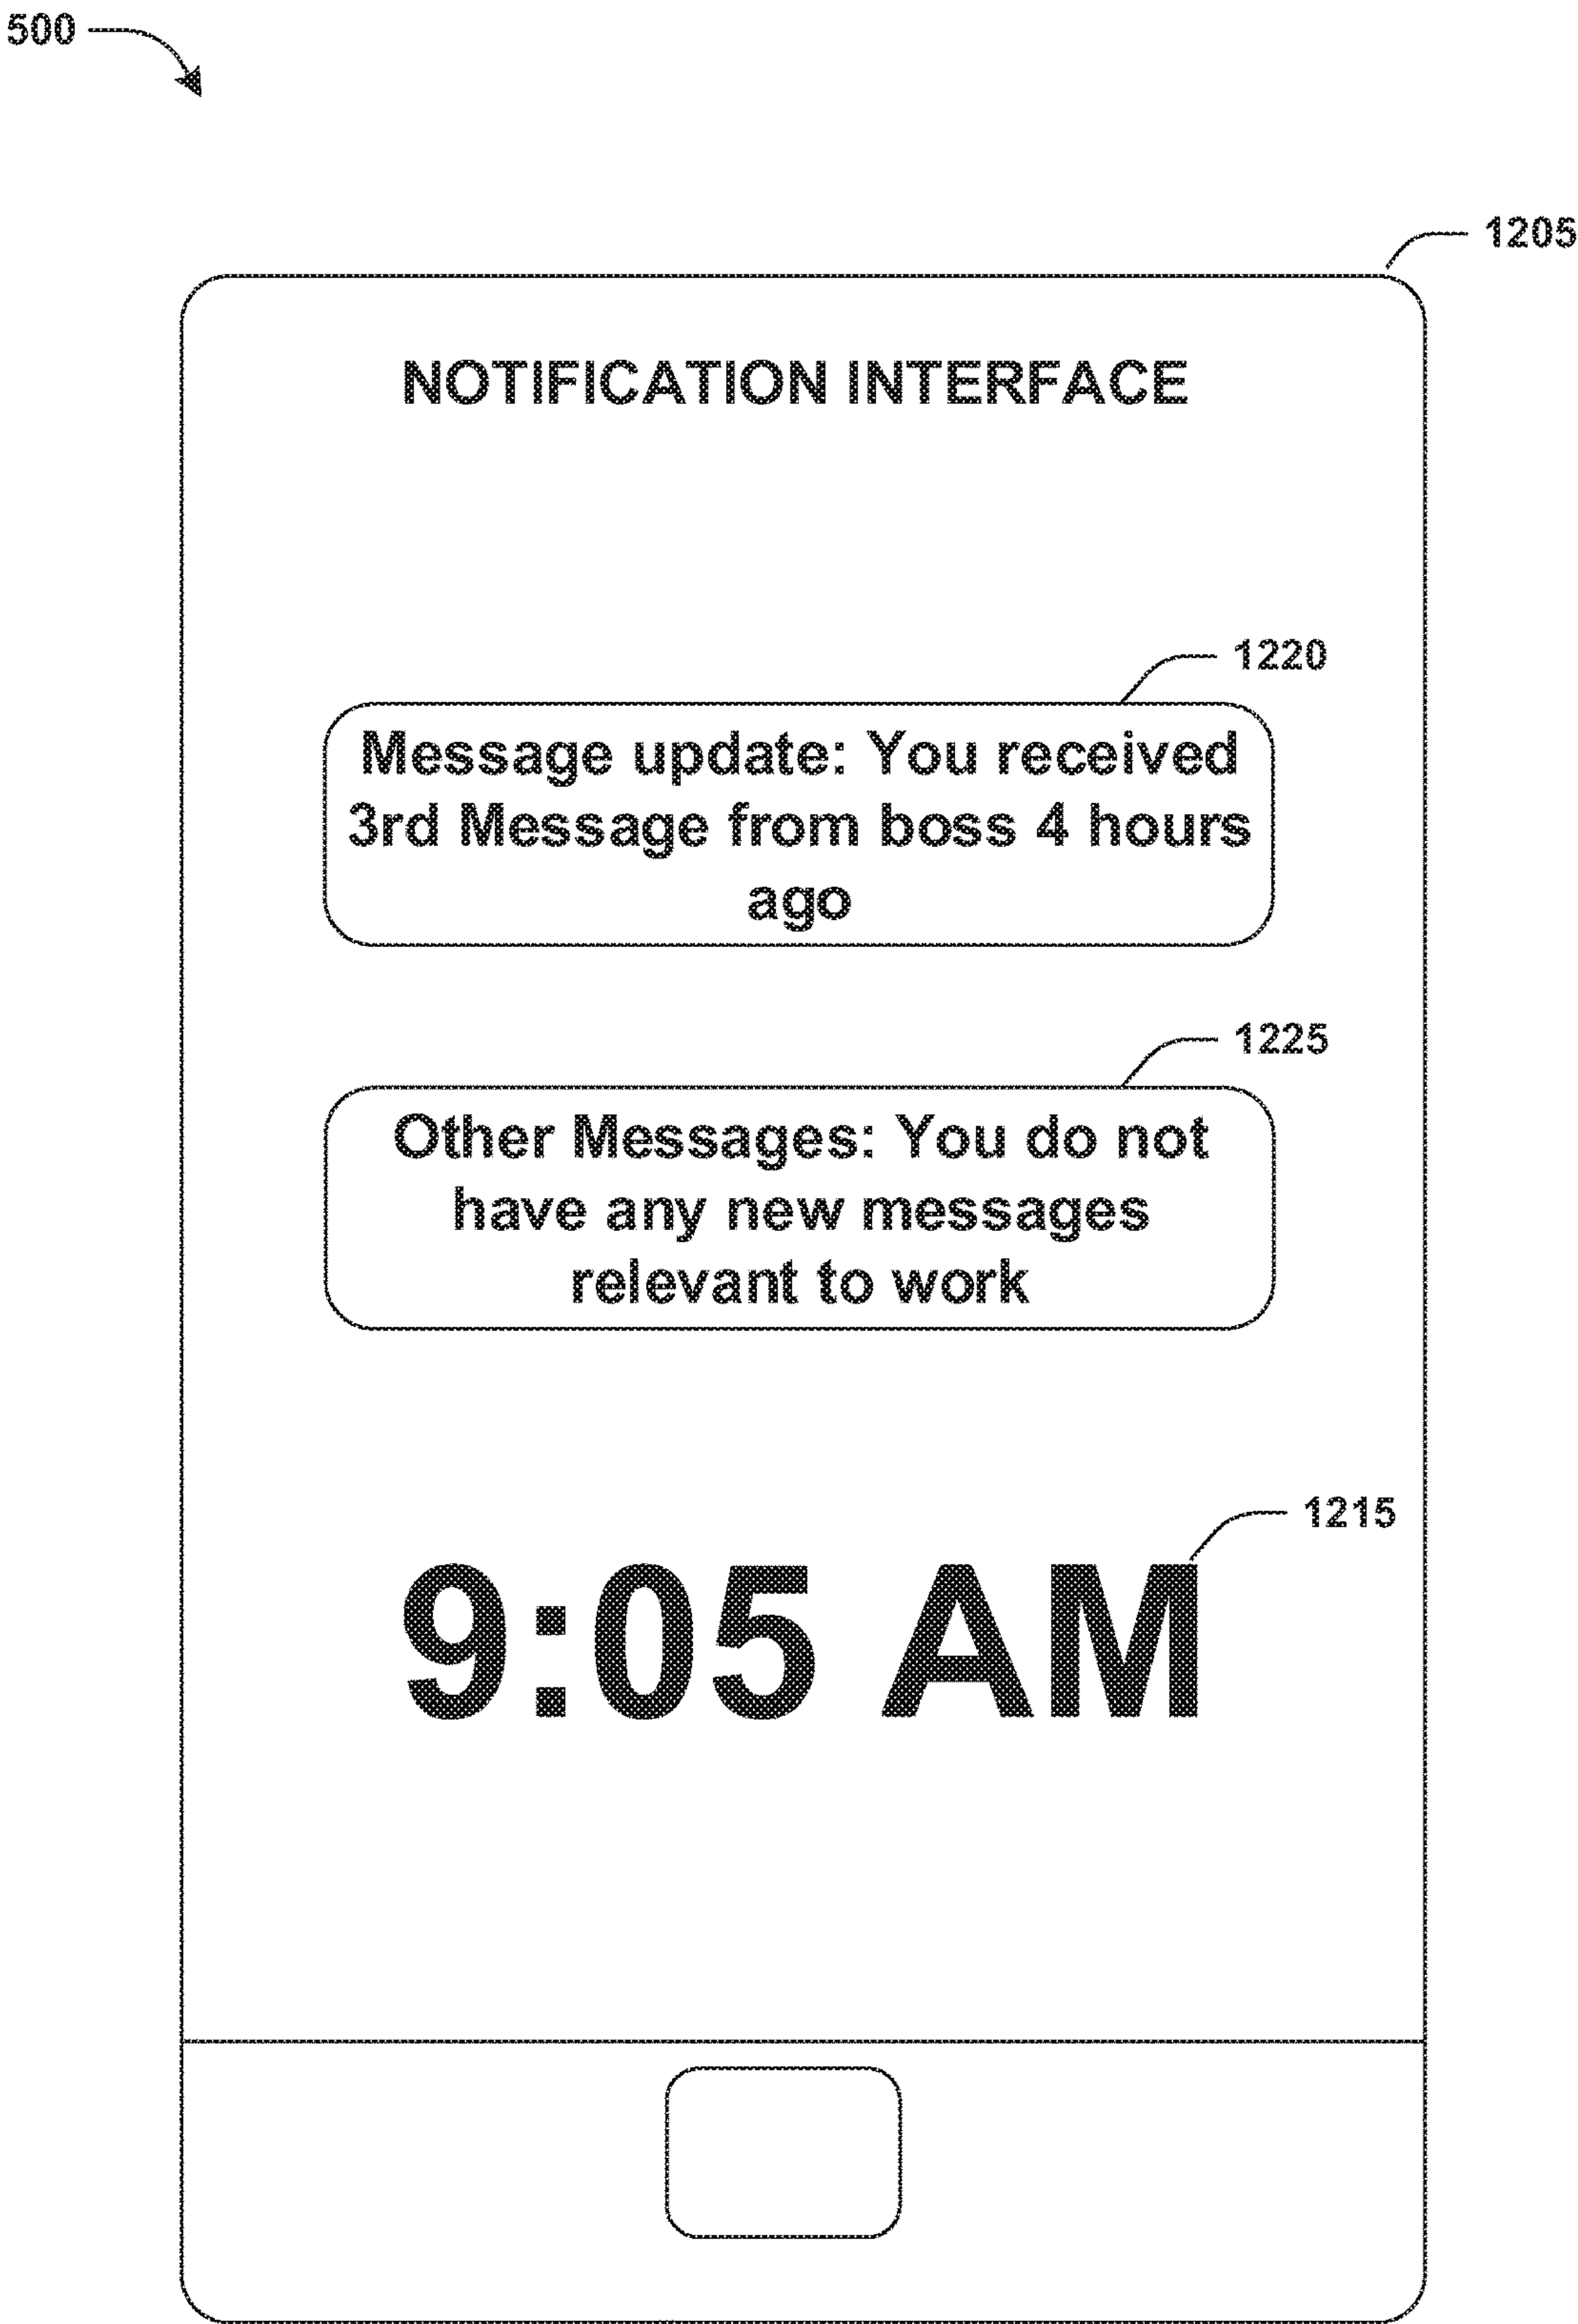 500
1205
NOTIFICATION INTERFACE
1220
Message update: You received
3rd Message from boss 4 hours
ago
1225
Other Messages: You do not
have any new messages
relevant to work
1215
9:05 AM